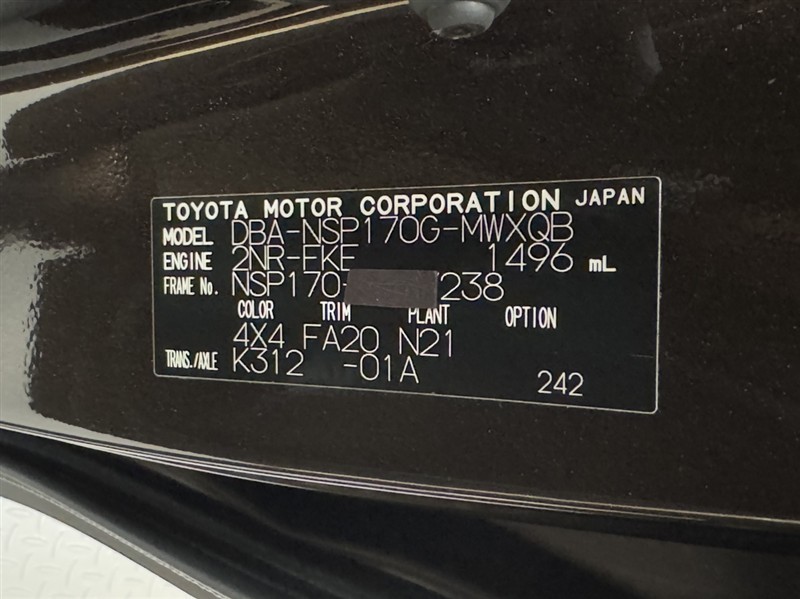 TOYOTA MOTOR CORPORATION JAPAN
MODEL DBA-NSP170G-MWXQB
ENGINE 2NR-FKE 1496 mL
FRAME No. NSP170- 7238
COLOR TRIM PLANT OPTION
4X4 FA20 N21
TRANS./AXLE K312 -01A
242